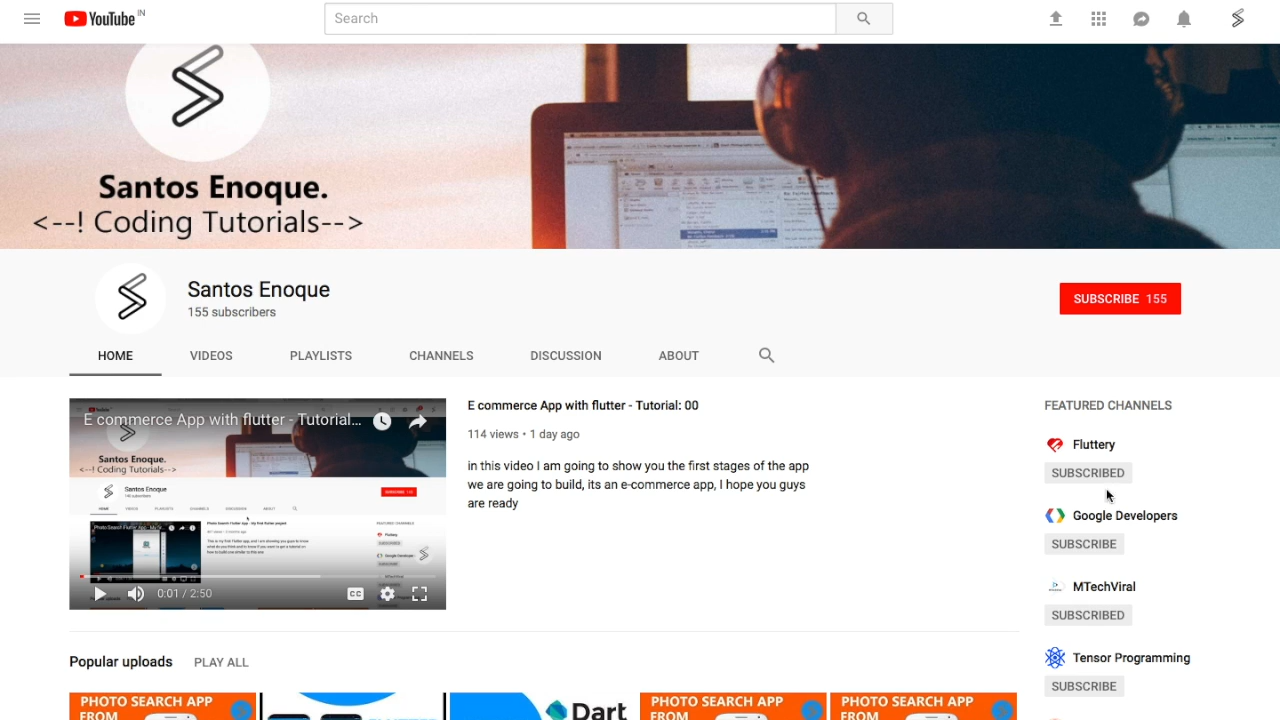 YouTube IN
Search
Santos Enoque.
<--! Coding Tutorials-->
Santos Enoque
155 subscribers
SUBSCRIBE 155
HOME
VIDEOS
PLAYLISTS
CHANNELS
DISCUSSION
ABOUT
E commerce App with flutter - Tutorial...
<--! Coding Tutorials-->
Santos Enoque
0:01 / 2:50
E commerce App with flutter - Tutorial: 00
114 views • 1 day ago
in this video I am going to show you the first stages of the app
we are going to build, its an e-commerce app, I hope you guys
are ready
FEATURED CHANNELS
Fluttery
SUBSCRIBED
Google Developers
SUBSCRIBE
MTechViral
SUBSCRIBED
Tensor Programming
SUBSCRIBE
Popular uploads
PLAY ALL
PHOTO SEARCH APP
FROM
Dart
PHOTO SEARCH APP
FROM
PHOTO SEARCH APP
FROM